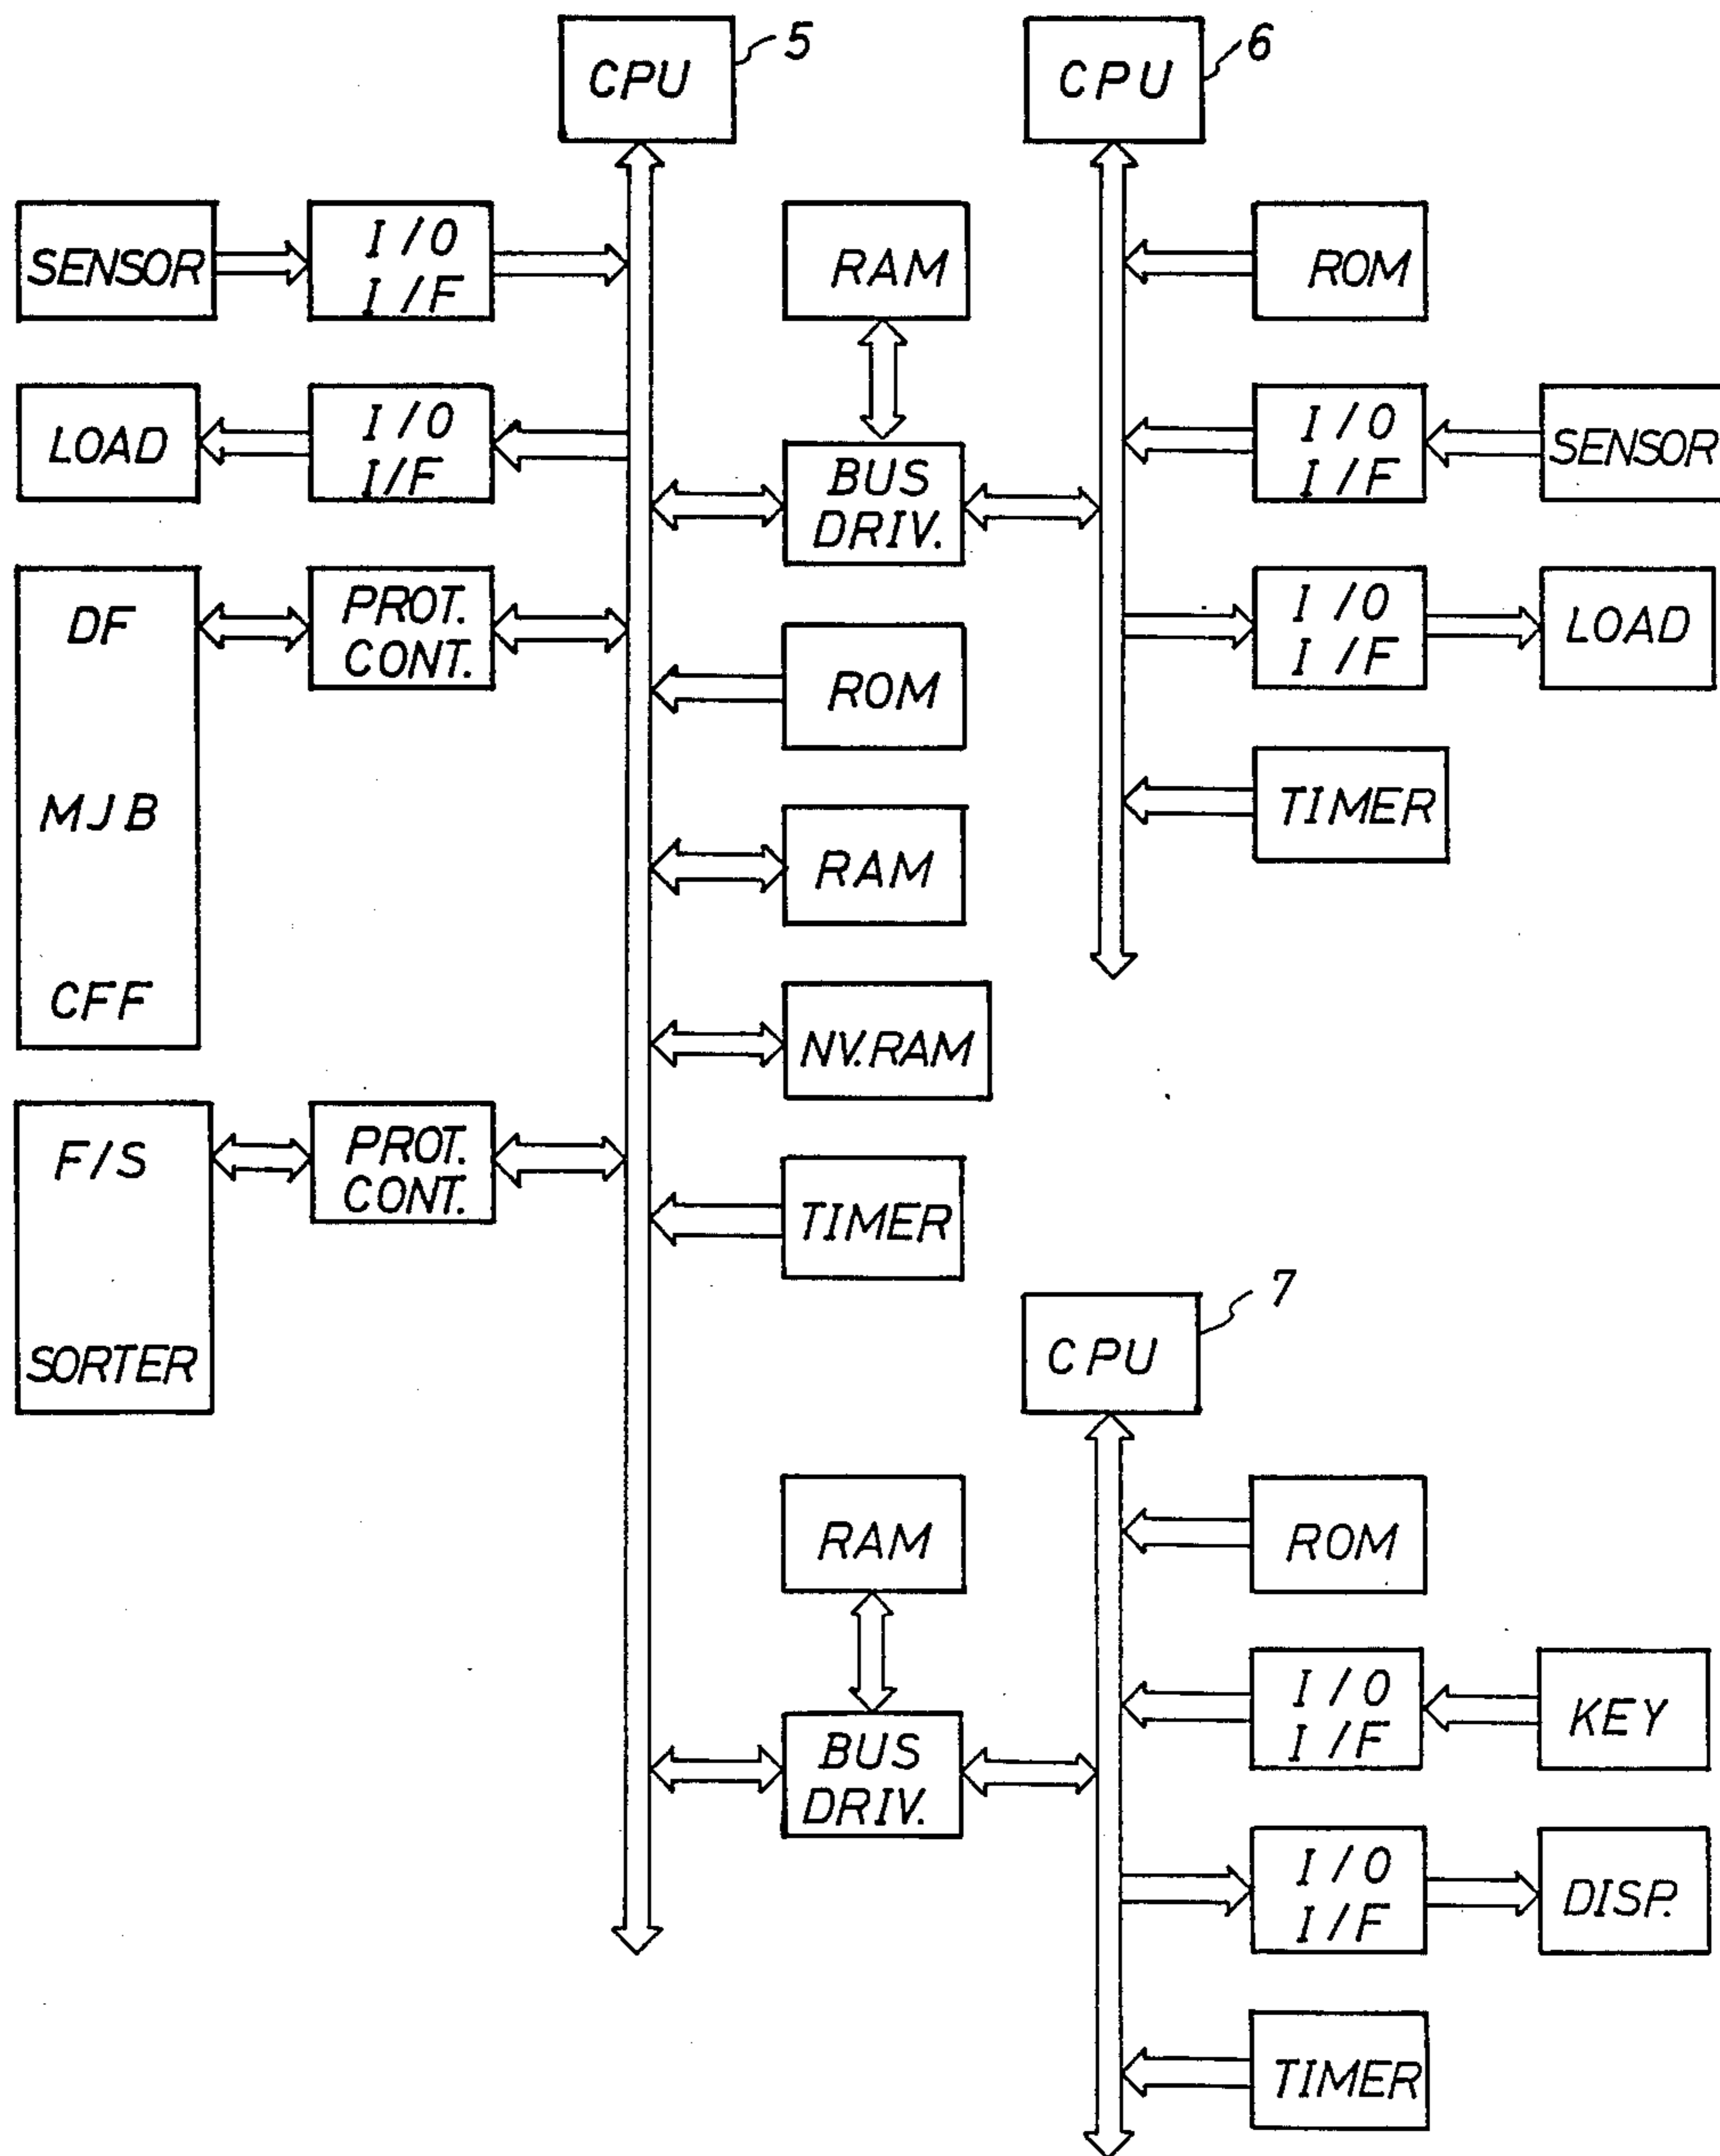 CPU
5
CPU
6
SENSOR
I/O
I/F
RAM
ROM
LOAD
I/O
I/F
BUS
DRIV.
I/O
I/F
SENSOR
DF
MJB
CFF
PROT.
CONT.
ROM
I/O
I/F
LOAD
RAM
TIMER
NV.RAM
F/S
SORTER
PROT.
CONT.
TIMER
CPU
7
RAM
ROM
BUS
DRIV.
I/O
I/F
KEY
I/O
I/F
DISP.
TIMER